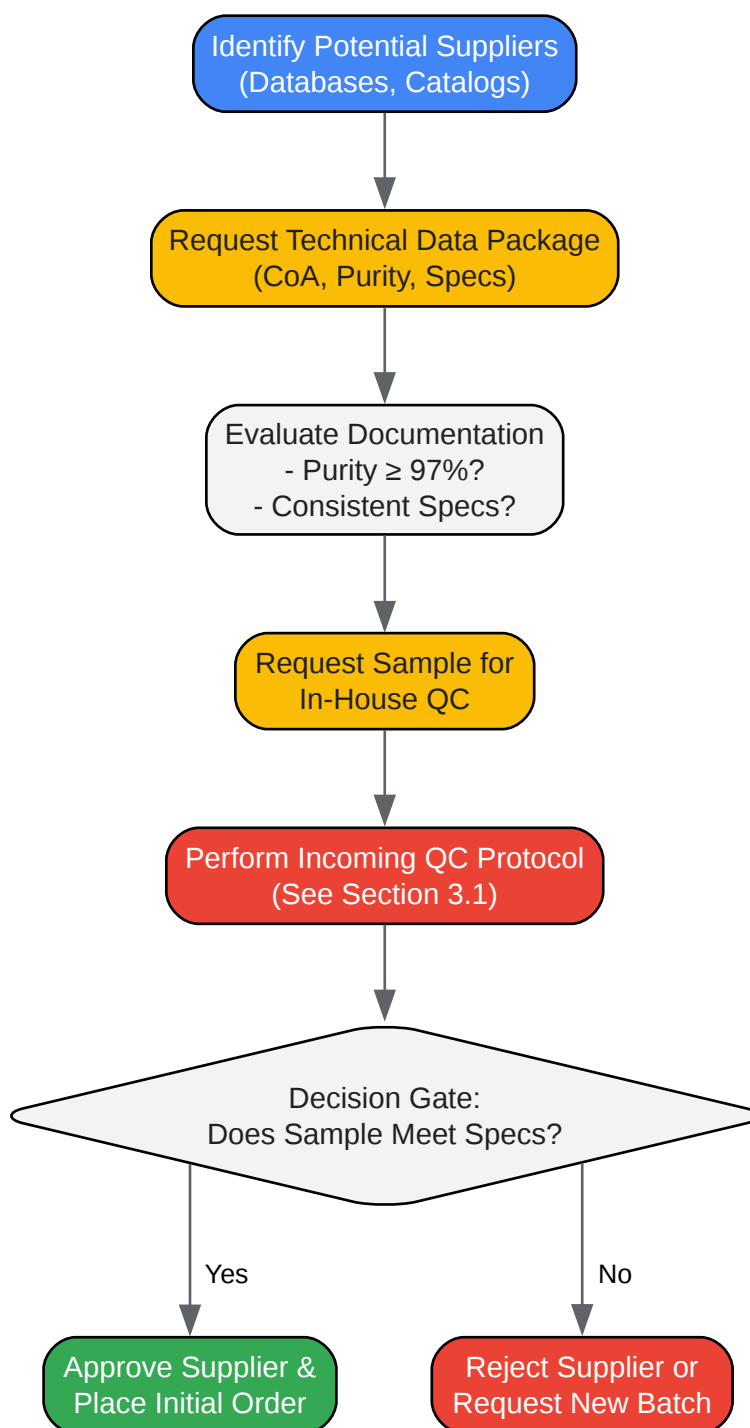 Identify Potential Suppliers
(Databases, Catalogs)
Request Technical Data Package
(CoA, Purity, Specs)
Evaluate Documentation
- Purity ≥ 97%?
- Consistent Specs?
Request Sample for
In-House QC
Perform Incoming QC Protocol
(See Section 3.1)
Decision Gate:
Does Sample Meet Specs?
Yes
No
Approve Supplier &
Place Initial Order
Reject Supplier or
Request New Batch